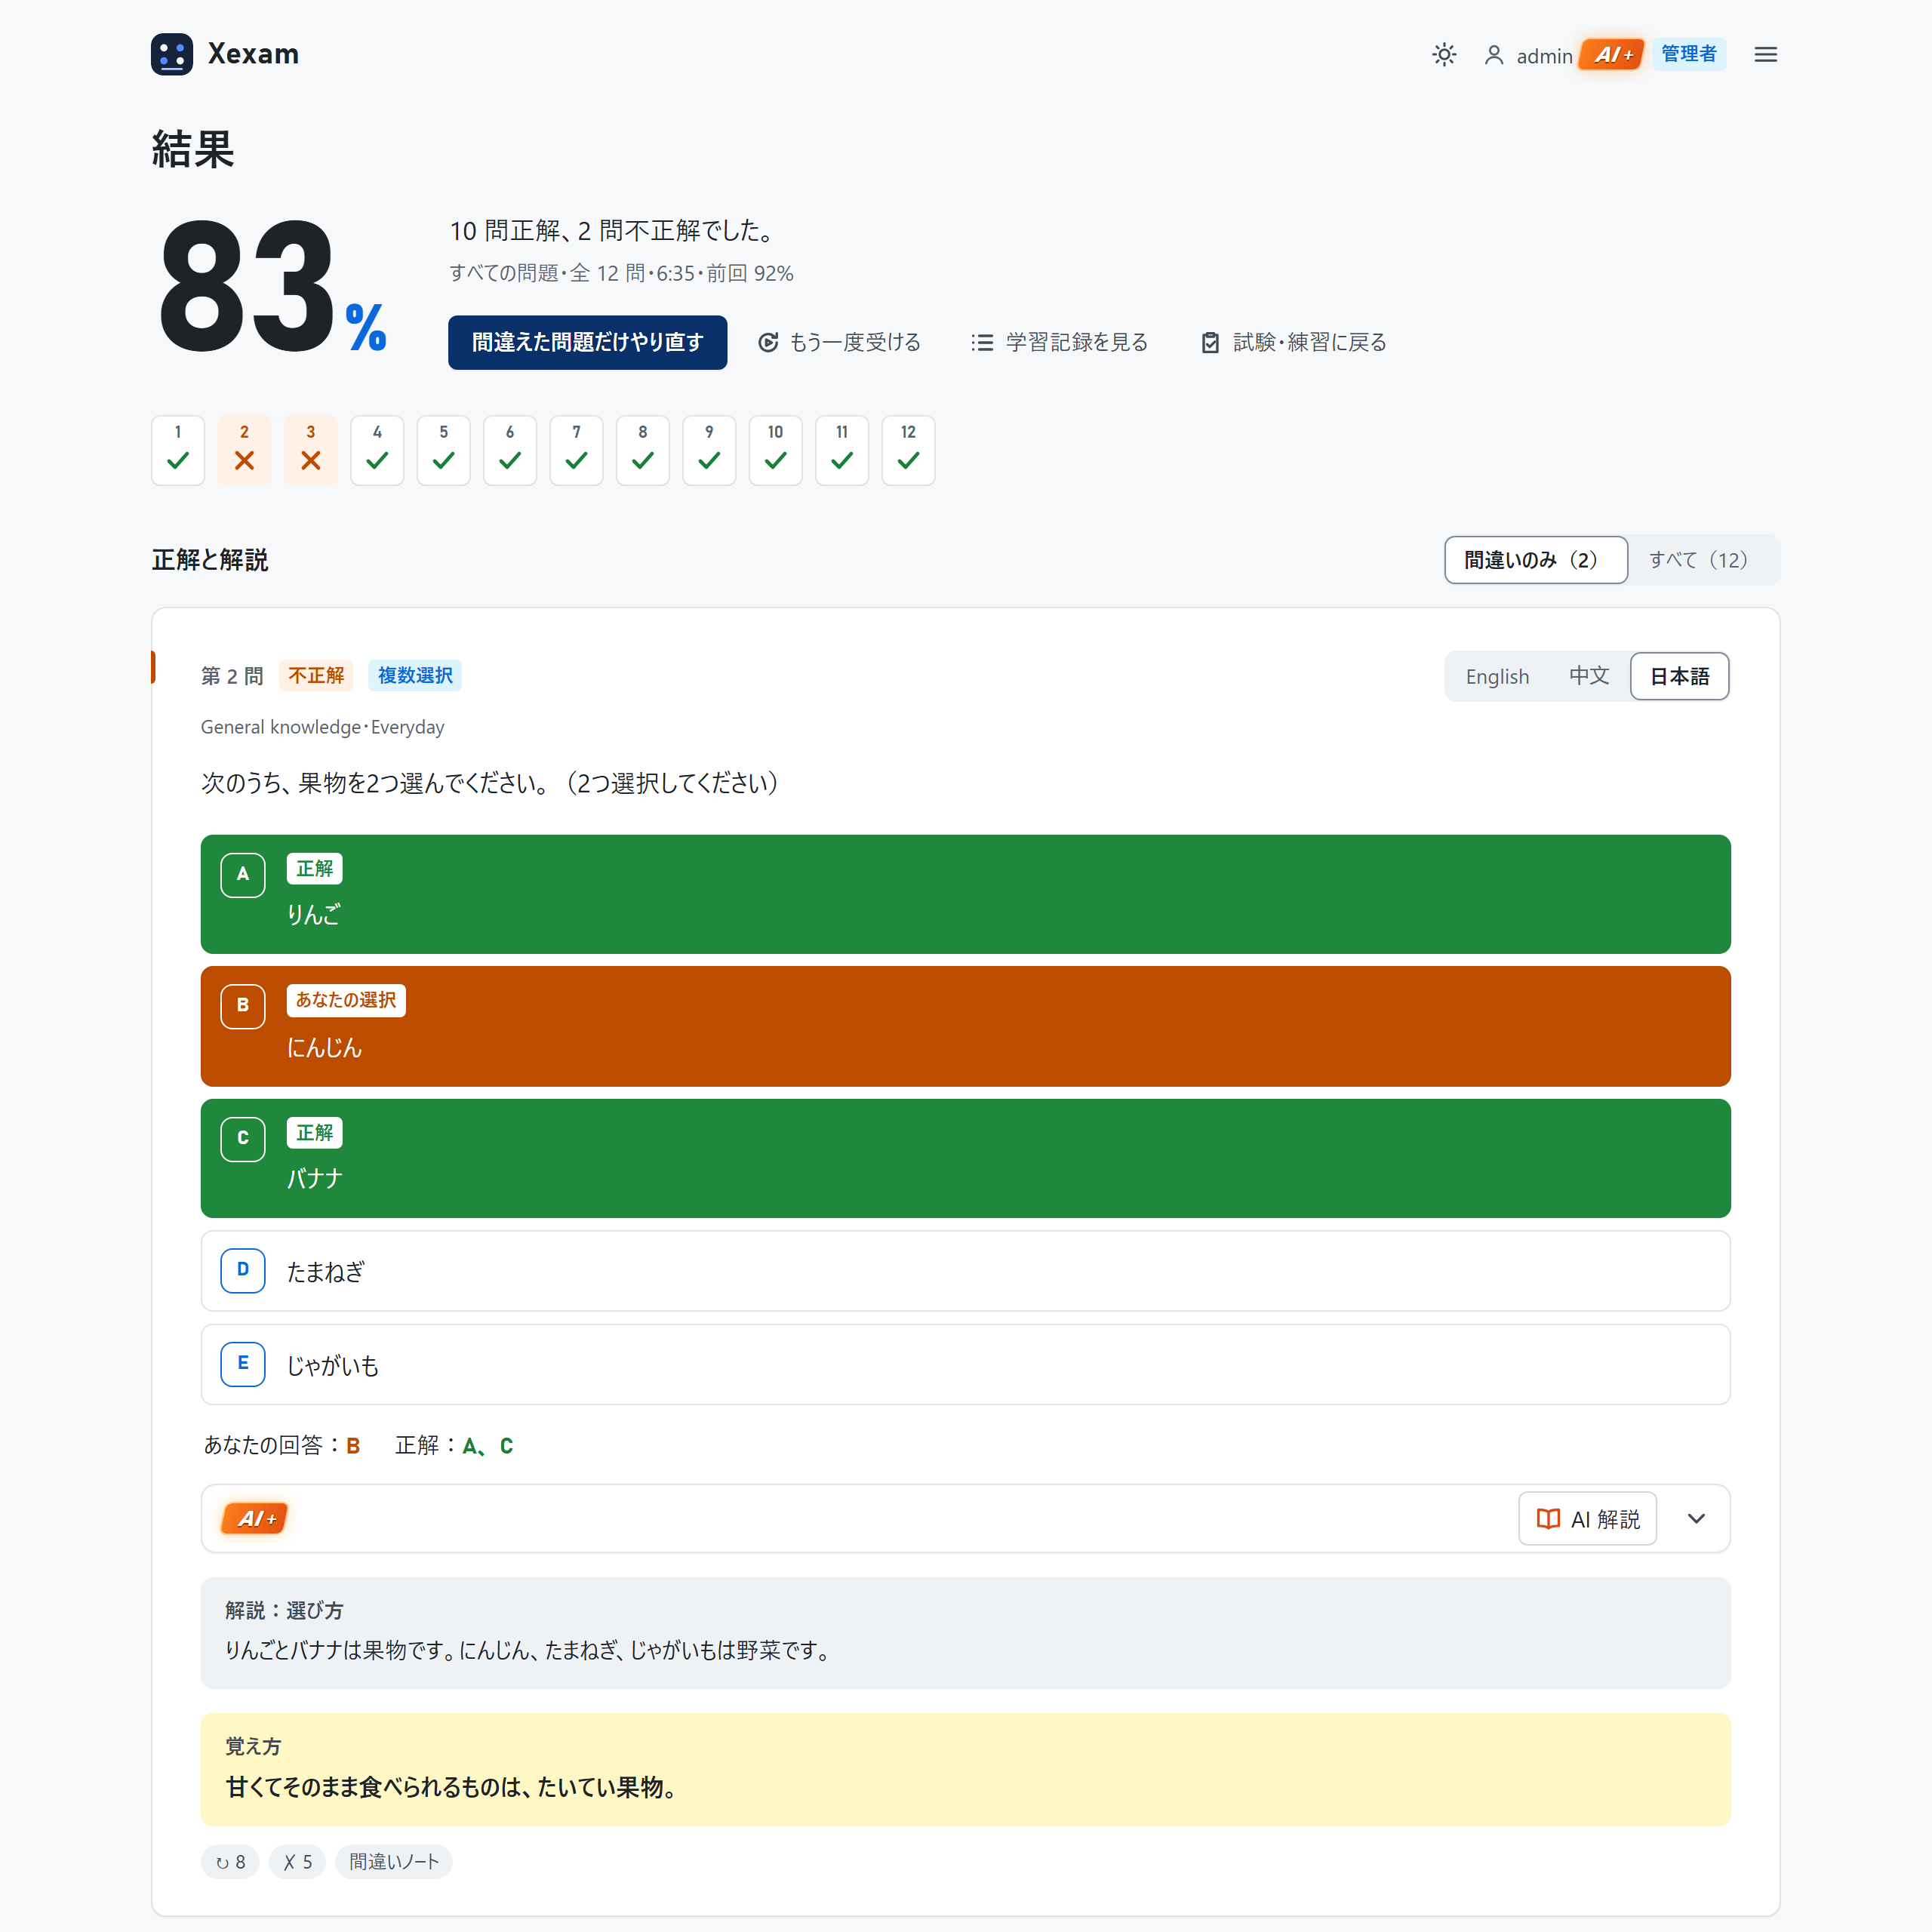 Xexam
admin AI+ 管理者
結果
83%
10 問正解、2 問不正解でした。
すべての問題・全 12 問・6:35・前回 92%
間違えた問題だけやり直す もう一度受ける 学習記録を見る 試験・練習に戻る
1 2 3 4 5 6 7 8 9 10 11 12
正解と解説
間違いのみ（2） すべて（12）
第 2 問 不正解 複数選択
English 中文 日本語
General knowledge・Everyday
次のうち、果物を2つ選んでください。（2つ選択してください）
A 正解
りんご
B あなたの選択
にんじん
C 正解
バナナ
D たまねぎ
E じゃがいも
あなたの回答：B 正解：A、C
AI+ AI 解説
解説：選び方
りんごとバナナは果物です。にんじん、たまねぎ、じゃがいもは野菜です。
覚え方
甘くてそのまま食べられるものは、たいてい果物。
↻ 8 ✗ 5 間違いノート